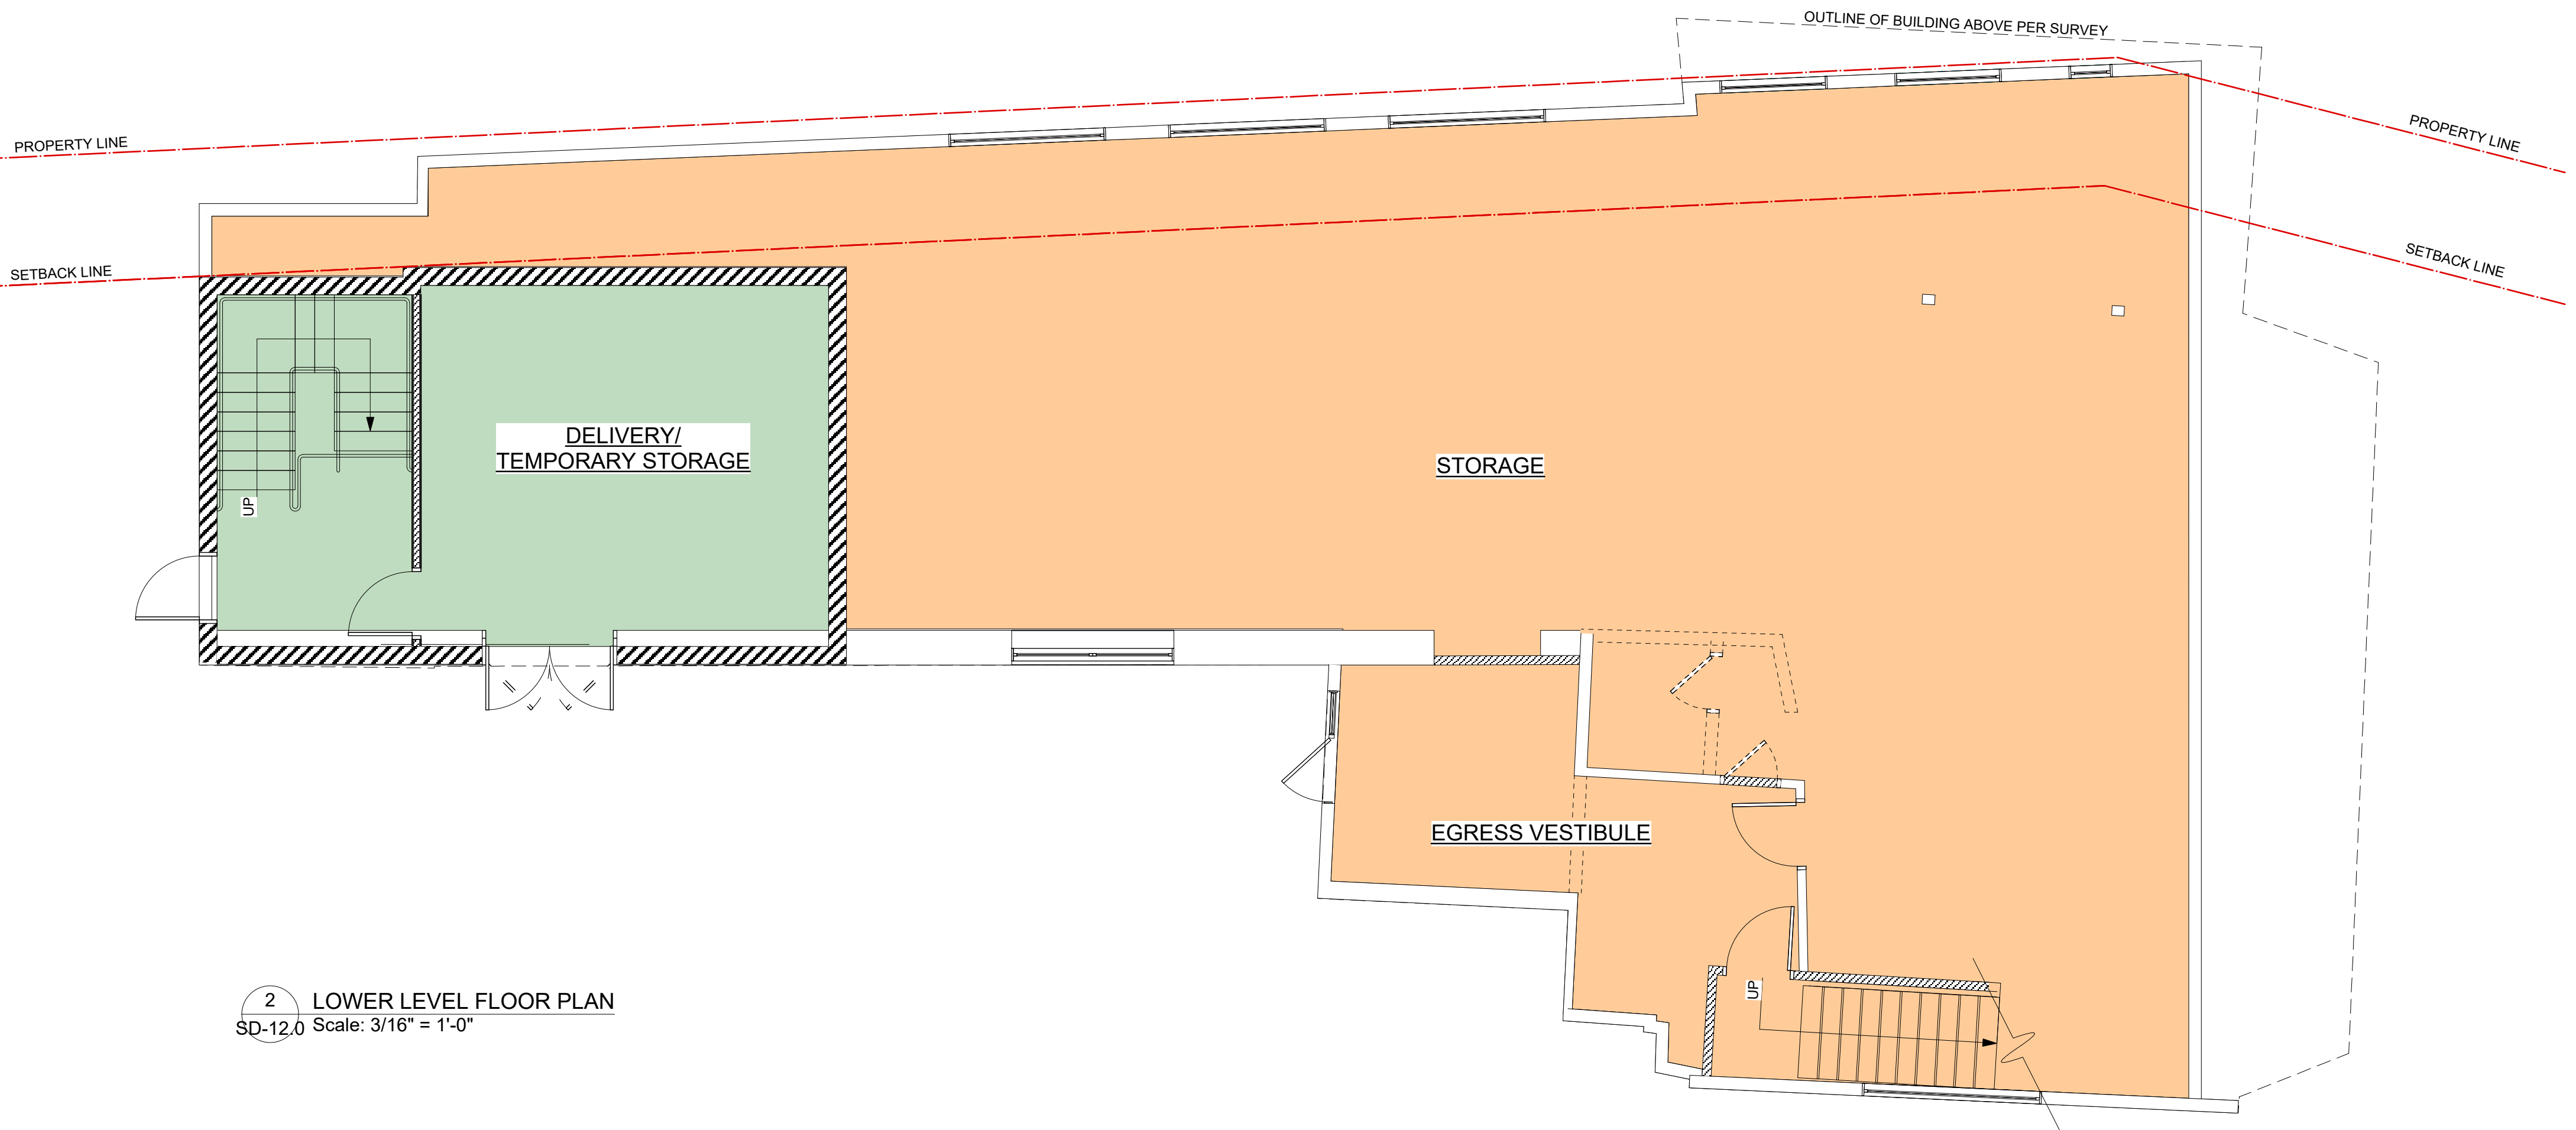 OUTLINE OF BUILDING ABOVE PER SURVEY
PROPERTY LINE
PROPERTY LINE
SETBACK LINE
SETBACK LINE
DELIVERY/
TEMPORARY STORAGE
STORAGE
UP
EGRESS VESTIBULE
UP
2
SD-12.0
LOWER LEVEL FLOOR PLAN
Scale: 3/16" = 1'-0"